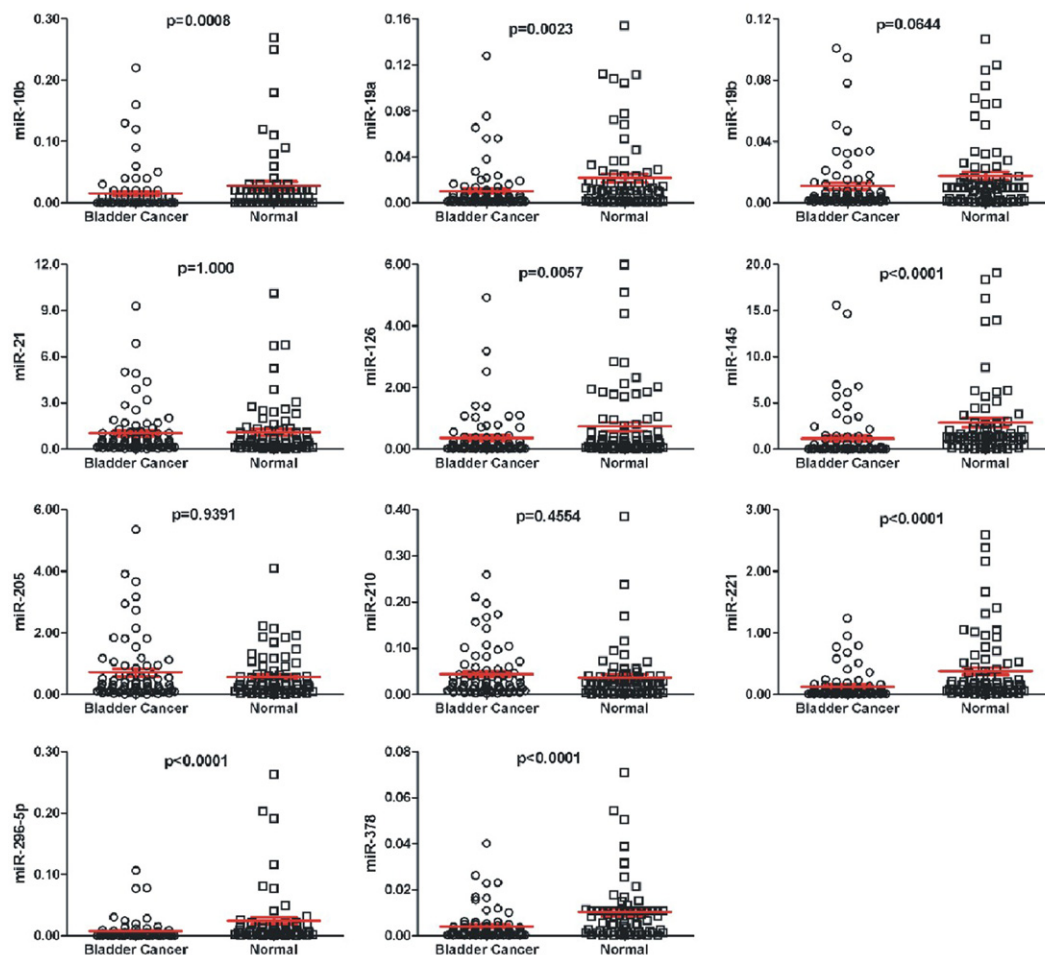 p=0.0008
miR-10b
0.30
0.20
0.10
0.00
Bladder Cancer Normal
p=0.0023
miR-19a
0.16
0.12
0.08
0.04
0.00
Bladder Cancer Normal
p=0.0644
miR-19b
0.12
0.08
0.04
0.00
Bladder Cancer Normal
p=1.000
miR-21
12.0
9.0
6.0
3.0
0.0
Bladder Cancer Normal
p=0.0057
miR-126
6.00
4.00
2.00
0.00
Bladder Cancer Normal
p<0.0001
miR-145
20.0
15.0
10.0
5.0
0.0
Bladder Cancer Normal
p=0.9391
miR-205
6.00
4.00
2.00
0.00
Bladder Cancer Normal
p=0.4554
miR-210
0.40
0.30
0.20
0.10
0.00
Bladder Cancer Normal
p<0.0001
miR-221
3.00
2.00
1.00
0.00
Bladder Cancer Normal
p<0.0001
miR-296-5p
0.30
0.20
0.10
0.00
Bladder Cancer Normal
p<0.0001
miR-378
0.08
0.06
0.04
0.02
0.00
Bladder Cancer Normal